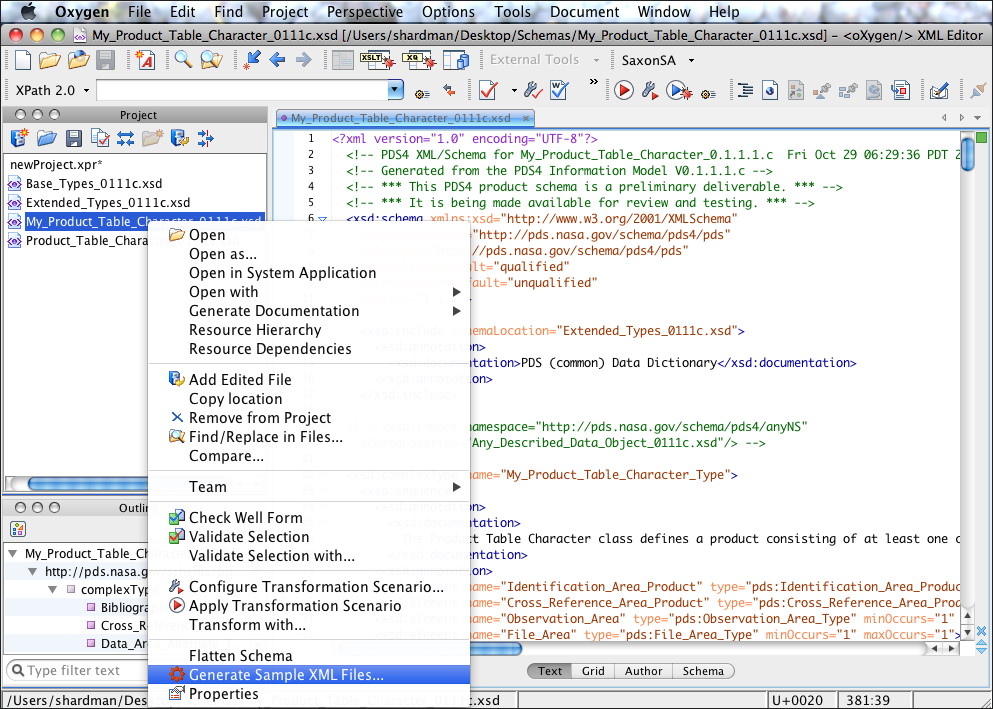 Oxygen File Edit Find Project Perspective Options Tools Document Window Help
My_Product_Table_Character_0111c.xsd [/Users/shardman/Desktop/Schemas/My_Product_Table_Character_0111c.xsd] - <oXygen/> XML Editor
XSLT XQ External Tools SaxonSA
XPath 2.0 »
Project
newProject.xpr*
Base_Types_0111c.xsd
Extended_Types_0111c.xsd
My_Product_Table_Character_0111c.xsd
Product_Table_Chara
Open
Open as...
Open in System Application
Open with
Generate Documentation
Resource Hierarchy
Resource Dependencies
Add Edited File
Copy location
Remove from Project
Find/Replace in Files...
Compare...
Team
Check Well Form
Validate Selection
Validate Selection with...
Configure Transformation Scenario...
Apply Transformation Scenario
Transform with...
Flatten Schema
Generate Sample XML Files...
Properties
Outli
My_Product_Table_Ch
http://pds.nasa.g
complexTyp
Bibliogra
Cross_R
Data_Ar
Type filter text
My_Product_Table_Character_0111c.xsd
1 <?xml version="1.0" encoding="UTF-8"?>
2 <!-- PDS4 XML/Schema for My_Product_Table_Character_0.1.1.1.c Fri Oct 29 06:29:36 PDT 2
3 <!-- Generated from the PDS4 Information Model V0.1.1.1.c -->
4 <!-- *** This PDS4 product schema is a preliminary deliverable. *** -->
5 <!-- *** It is being made available for review and testing. *** -->
6 <xsd:schema xmlns:xsd="http://www.w3.org/2001/XMLSchema"
="http://pds.nasa.gov/schema/pds4/pds"
"http://pds.nasa.gov/schema/pds4/pds"
ult="qualified"
fault="unqualified"
<xsd:include schemaLocation="Extended_Types_0111c.xsd">
on>
ntation>PDS (common) Data Dictionary</xsd:documentation>
on>
namespace="http://pds.nasa.gov/schema/pds4/anyNS"
"Any_Described_Data_Object_0111c.xsd"/> -->
name="My_Product_Table_Character_Type">
on>
ntation>
The Product Table Character class defines a product consisting of at least one c
umentation>
on>
name="Identification_Area_Product" type="pds:Identification_Area_Produc
name="Cross_Reference_Area_Product" type="pds:Cross_Reference_Area_Proc
name="Observation_Area" type="pds:Observation_Area_Type" minOccurs="1"
name="File_Area" type="pds:File_Area_Type" minOccurs="1" maxOccurs="1">
Text Grid Author Schema
/Users/shardman/Des Table_Character_0111c.xsd U+0020 381:39